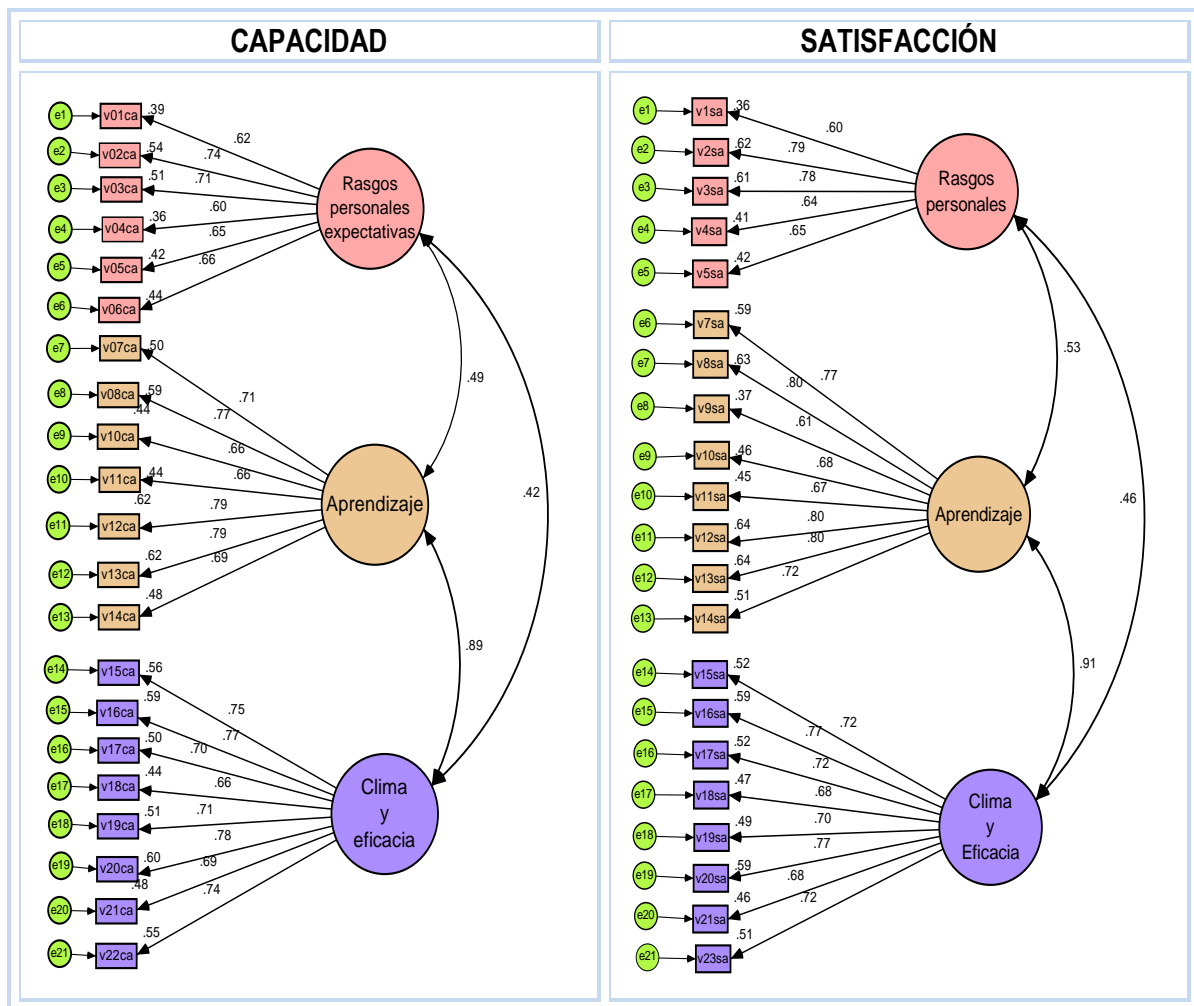 CAPACIDAD
e1 v01ca .39
.62
e2 v02ca .54
.74
e3 v03ca .51
.71
e4 v04ca .36
.60
e5 v05ca .42
.65
e6 v06ca .44
.66
Rasgos
personales
expectativas
e7 v07ca .50
.71
e8 v08ca .59
.77
e9 v10ca .44
.66
e10 v11ca .44
.66
e11 v12ca .62
.79
e12 v13ca .62
.79
e13 v14ca .48
.69
Aprendizaje
e14 v15ca .56
.75
e15 v16ca .59
.77
e16 v17ca .50
.70
e17 v18ca .44
.66
e18 v19ca .51
.71
e19 v20ca .60
.78
e20 v21ca .48
.69
e21 v22ca .55
.74
Clima
y
eficacia
.49
.42
.89
SATISFACCIÓN
e1 v1sa .36
.60
e2 v2sa .62
.79
e3 v3sa .61
.78
e4 v4sa .41
.64
e5 v5sa .42
.65
Rasgos
personales
e6 v7sa .59
.77
e7 v8sa .63
.80
e8 v9sa .37
.61
e9 v10sa .46
.68
e10 v11sa .45
.67
e11 v12sa .64
.80
e12 v13sa .64
.80
e13 v14sa .51
.72
Aprendizaje
e14 v15sa .52
.72
e15 v16sa .59
.77
e16 v17sa .52
.72
e17 v18sa .47
.68
e18 v19sa .49
.70
e19 v20sa .59
.77
e20 v21sa .46
.68
e21 v23sa .51
.72
Clima
y
Eficacia
.53
.46
.91